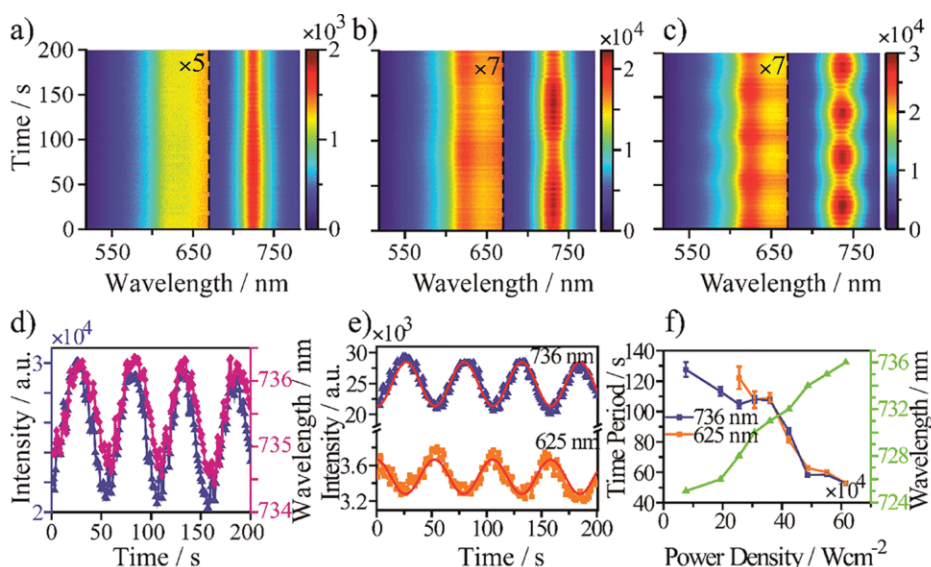 a)
×10³
b)
×10⁴
c)
×10⁴
200
150
100
50
0
Time / s
×5
×7
×7
2
1
0
2
1
0
3
2
1
0
550 650 750
550 650 750
550 650 750
Wavelength / nm
Wavelength / nm
Wavelength / nm
d)
×10⁴
3
2
Intensity / a.u.
736
735
734
Wavelength / nm
0 50 100 150 200
Time / s
e)
×10³
30
25
20
3.6
3.2
Intensity / a.u.
736 nm
625 nm
0 50 100 150 200
Time / s
f)
140
120
100
80
60
40
Time Period / s
736 nm
625 nm
×10⁴
736
732
728
724
Wavelength / nm
0 10 20 30 40 50 60
Power Density / Wcm⁻²